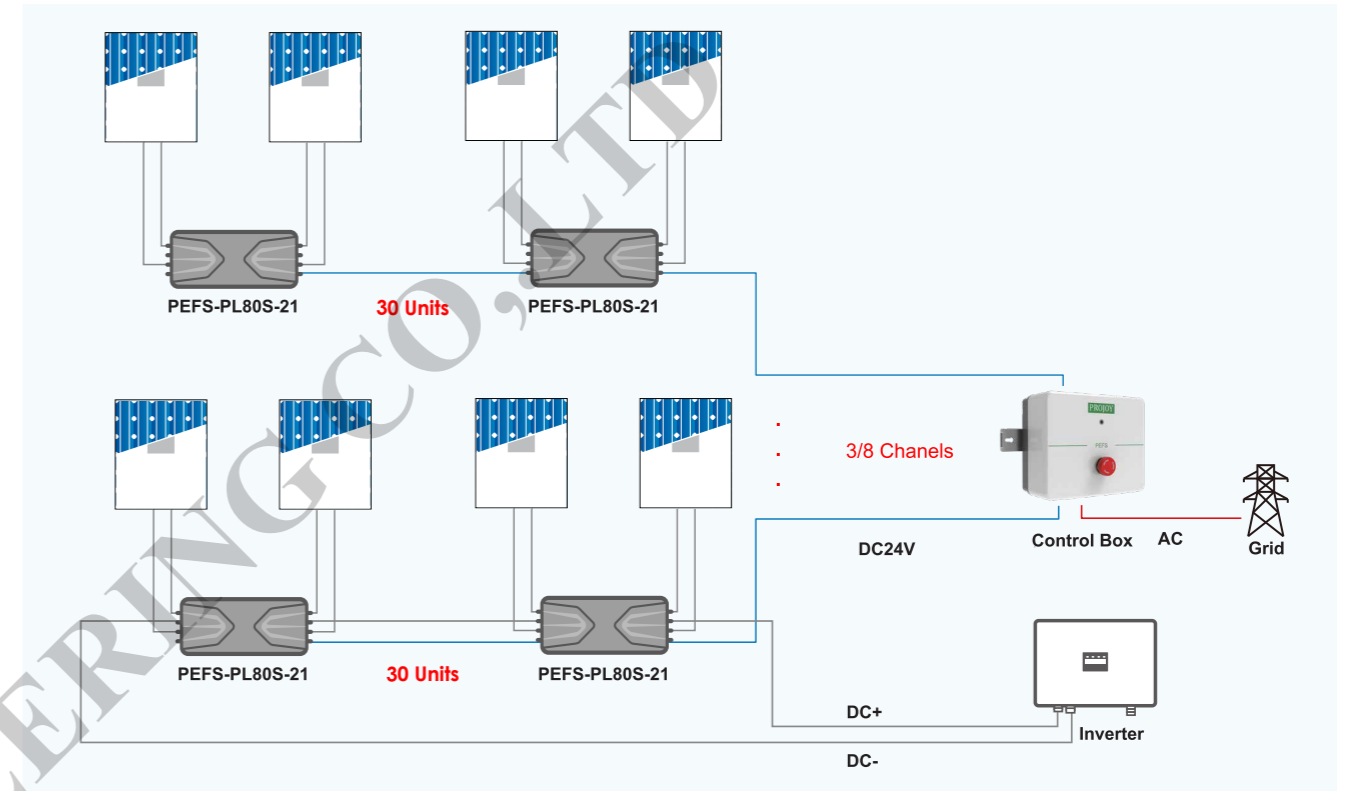 PEFS-PL80S-21
30 Units
PEFS-PL80S-21
PROJOY
PEFS
3/8 Chanels
DC24V
Control Box
AC
Grid
PEFS-PL80S-21
30 Units
PEFS-PL80S-21
DC+
Inverter
DC-
EERING CO,.LTD